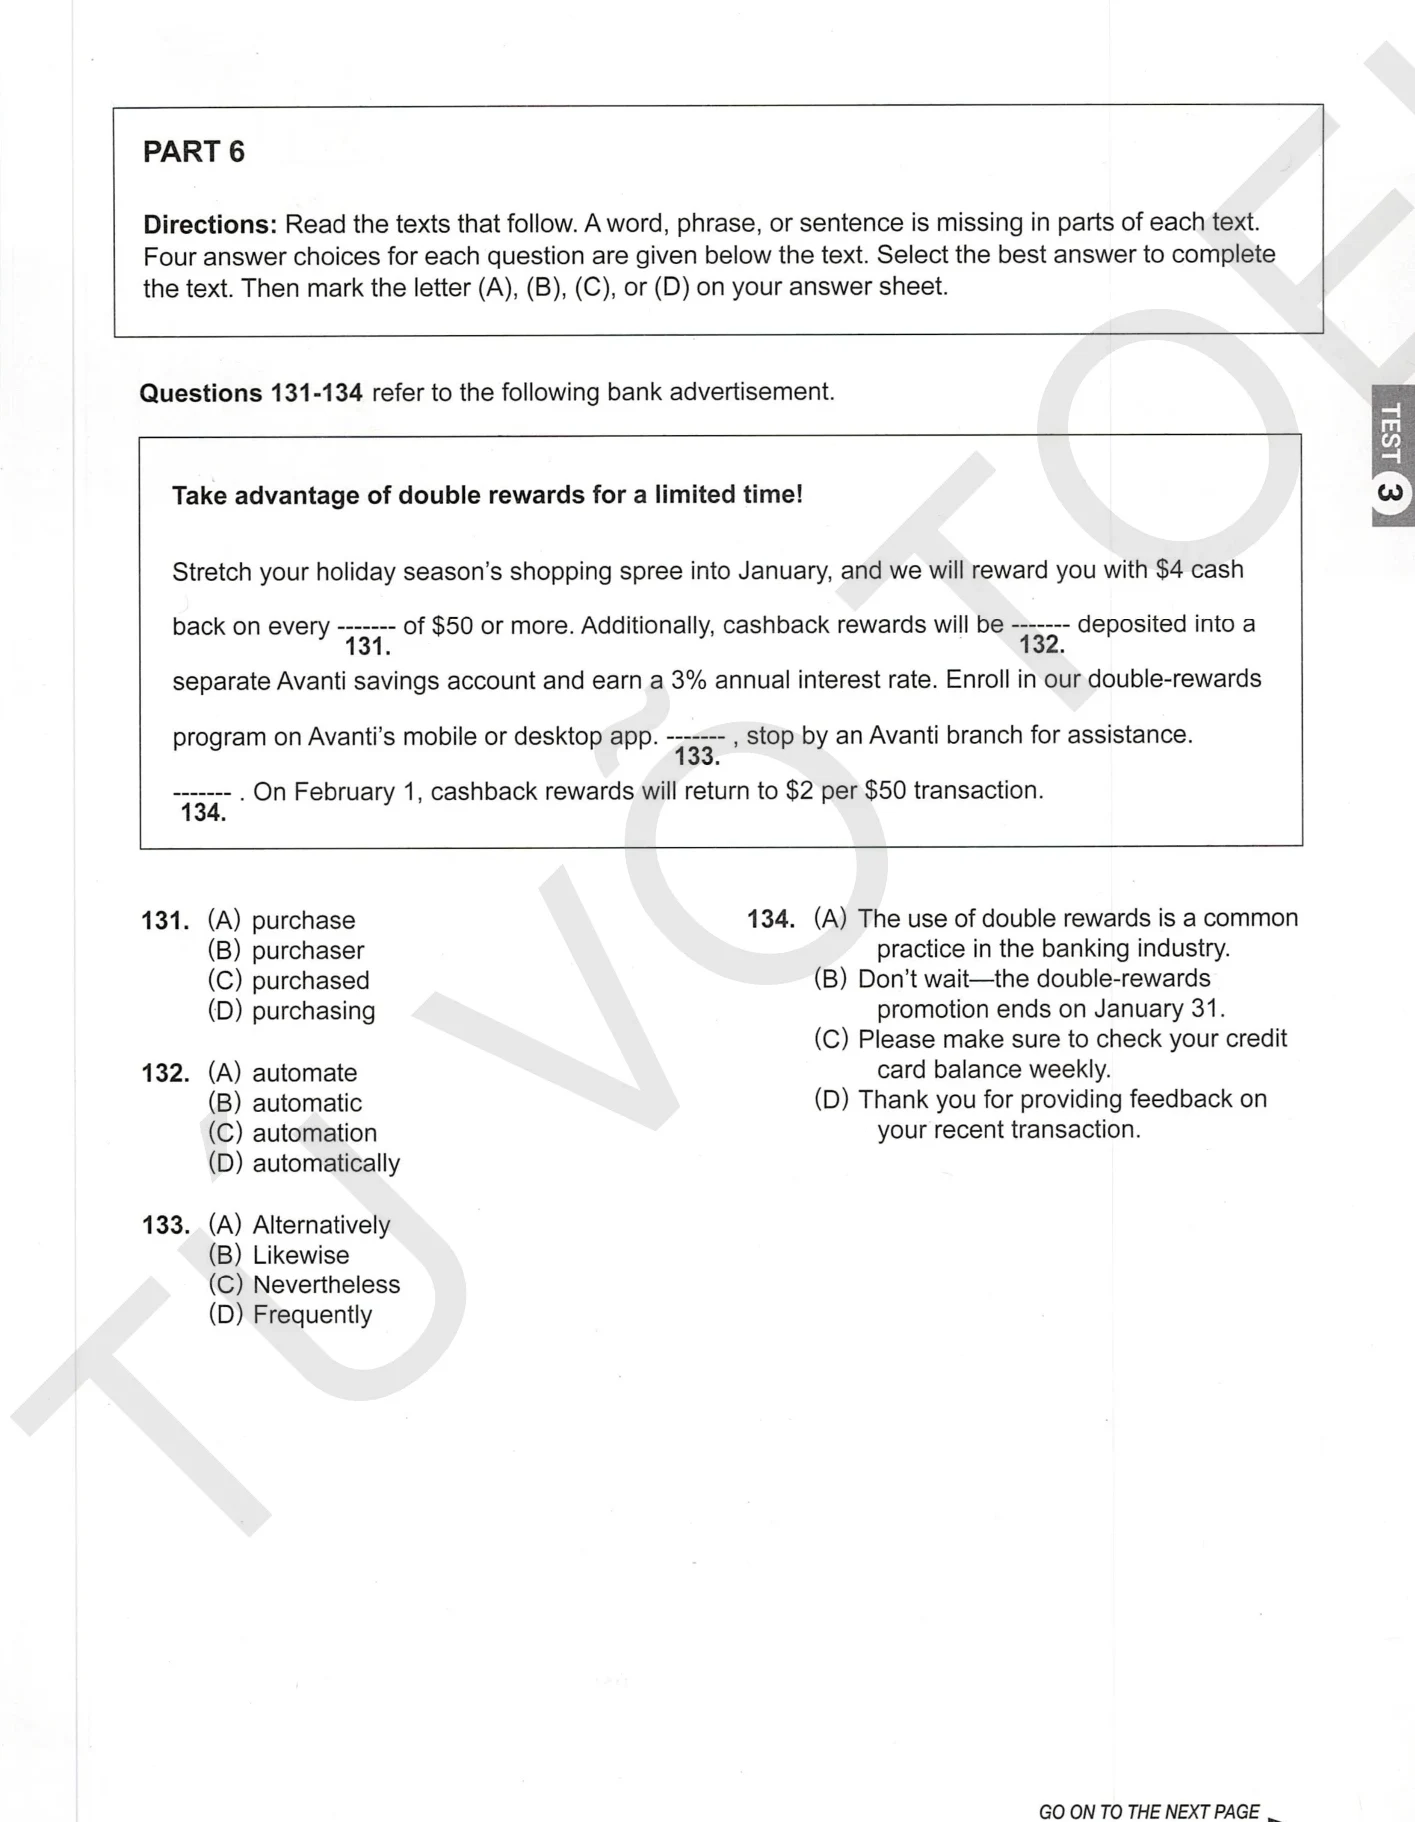 PART 6
Directions: Read the texts that follow. A word, phrase, or sentence is missing in parts of each text.
Four answer choices for each question are given below the text. Select the best answer to complete
the text. Then mark the letter (A), (B), (C), or (D) on your answer sheet.
Questions 131-134 refer to the following bank advertisement.
Take advantage of double rewards for a limited time!
Stretch your holiday season's shopping spree into January, and we will reward you with $4 cash
back on every ------- of $50 or more. Additionally, cashback rewards will be ------- deposited into a
131. 132.
separate Avanti savings account and earn a 3% annual interest rate. Enroll in our double-rewards
program on Avanti's mobile or desktop app. ------- , stop by an Avanti branch for assistance.
133.
------- . On February 1, cashback rewards will return to $2 per $50 transaction.
134.
131. (A) purchase
(B) purchaser
(C) purchased
(D) purchasing
132. (A) automate
(B) automatic
(C) automation
(D) automatically
133. (A) Alternatively
(B) Likewise
(C) Nevertheless
(D) Frequently
134. (A) The use of double rewards is a common
practice in the banking industry.
(B) Don't wait—the double-rewards
promotion ends on January 31.
(C) Please make sure to check your credit
card balance weekly.
(D) Thank you for providing feedback on
your recent transaction.
TEST 3
GO ON TO THE NEXT PAGE
TÚ VÕ TOEI